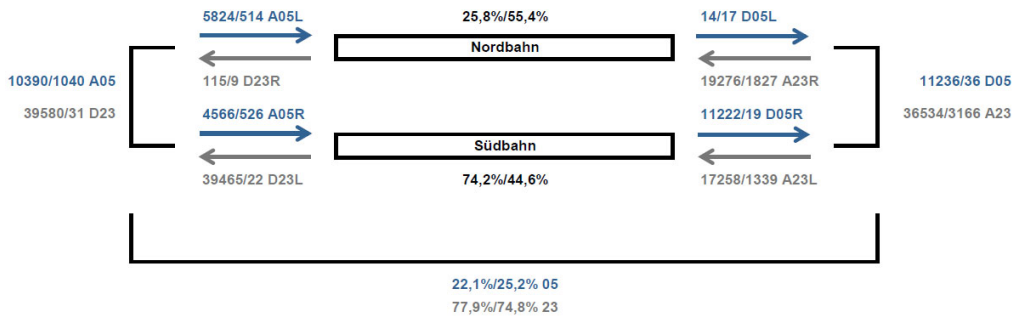 5824/514 A05L
25,8%/55,4%
14/17 D05L
Nordbahn
10390/1040 A05
115/9 D23R
19276/1827 A23R
11236/36 D05
39580/31 D23
4566/526 A05R
11222/19 D05R
36534/3166 A23
Südbahn
39465/22 D23L
74,2%/44,6%
17258/1339 A23L
22,1%/25,2% 05
77,9%/74,8% 23